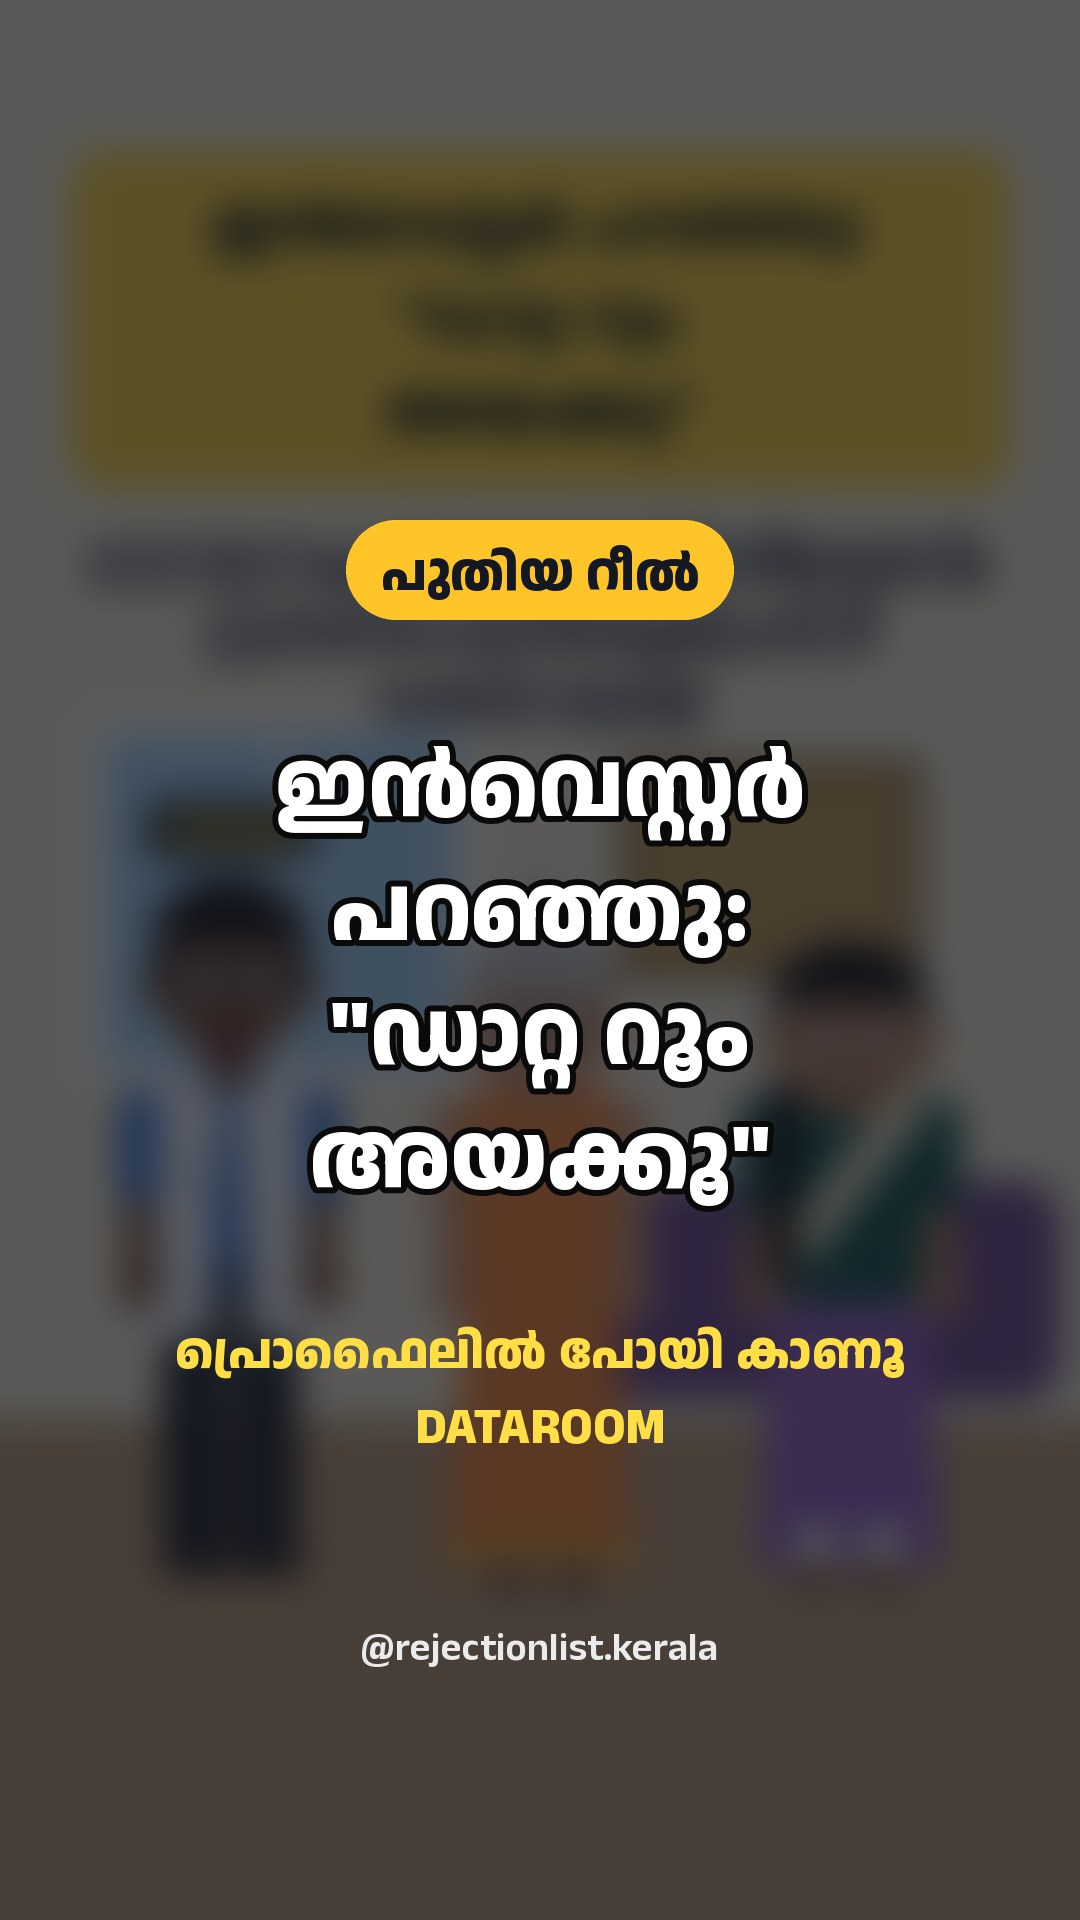 പുതിയ റീൽ
ഇൻവെസ്റ്റർ
പറഞ്ഞു:
"ഡാറ്റ റൂം
അയക്കൂ"
പ്രൊഫൈലിൽ പോയി കാണൂ
DATAROOM
@rejectionlist.kerala